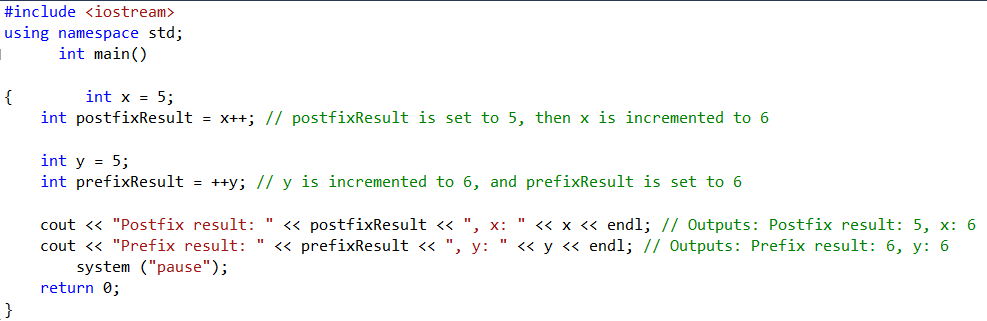 #include <iostream>
using namespace std;
      int main()

{        int x = 5;
    int postfixResult = x++; // postfixResult is set to 5, then x is incremented to 6

    int y = 5;
    int prefixResult = ++y; // y is incremented to 6, and prefixResult is set to 6

    cout << "Postfix result: " << postfixResult << ", x: " << x << endl; // Outputs: Postfix result: 5, x: 6
    cout << "Prefix result: " << prefixResult << ", y: " << y << endl; // Outputs: Prefix result: 6, y: 6
        system ("pause");
    return 0;
}